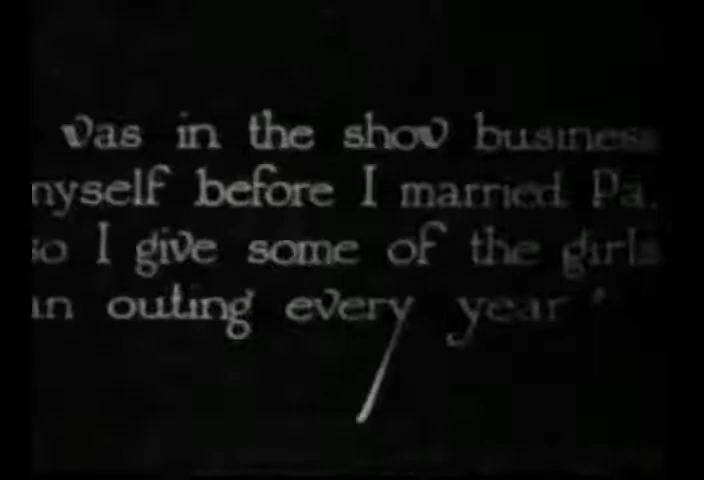 was in the show business
myself before I married Pa,
so I give some of the girls
an outing every year"